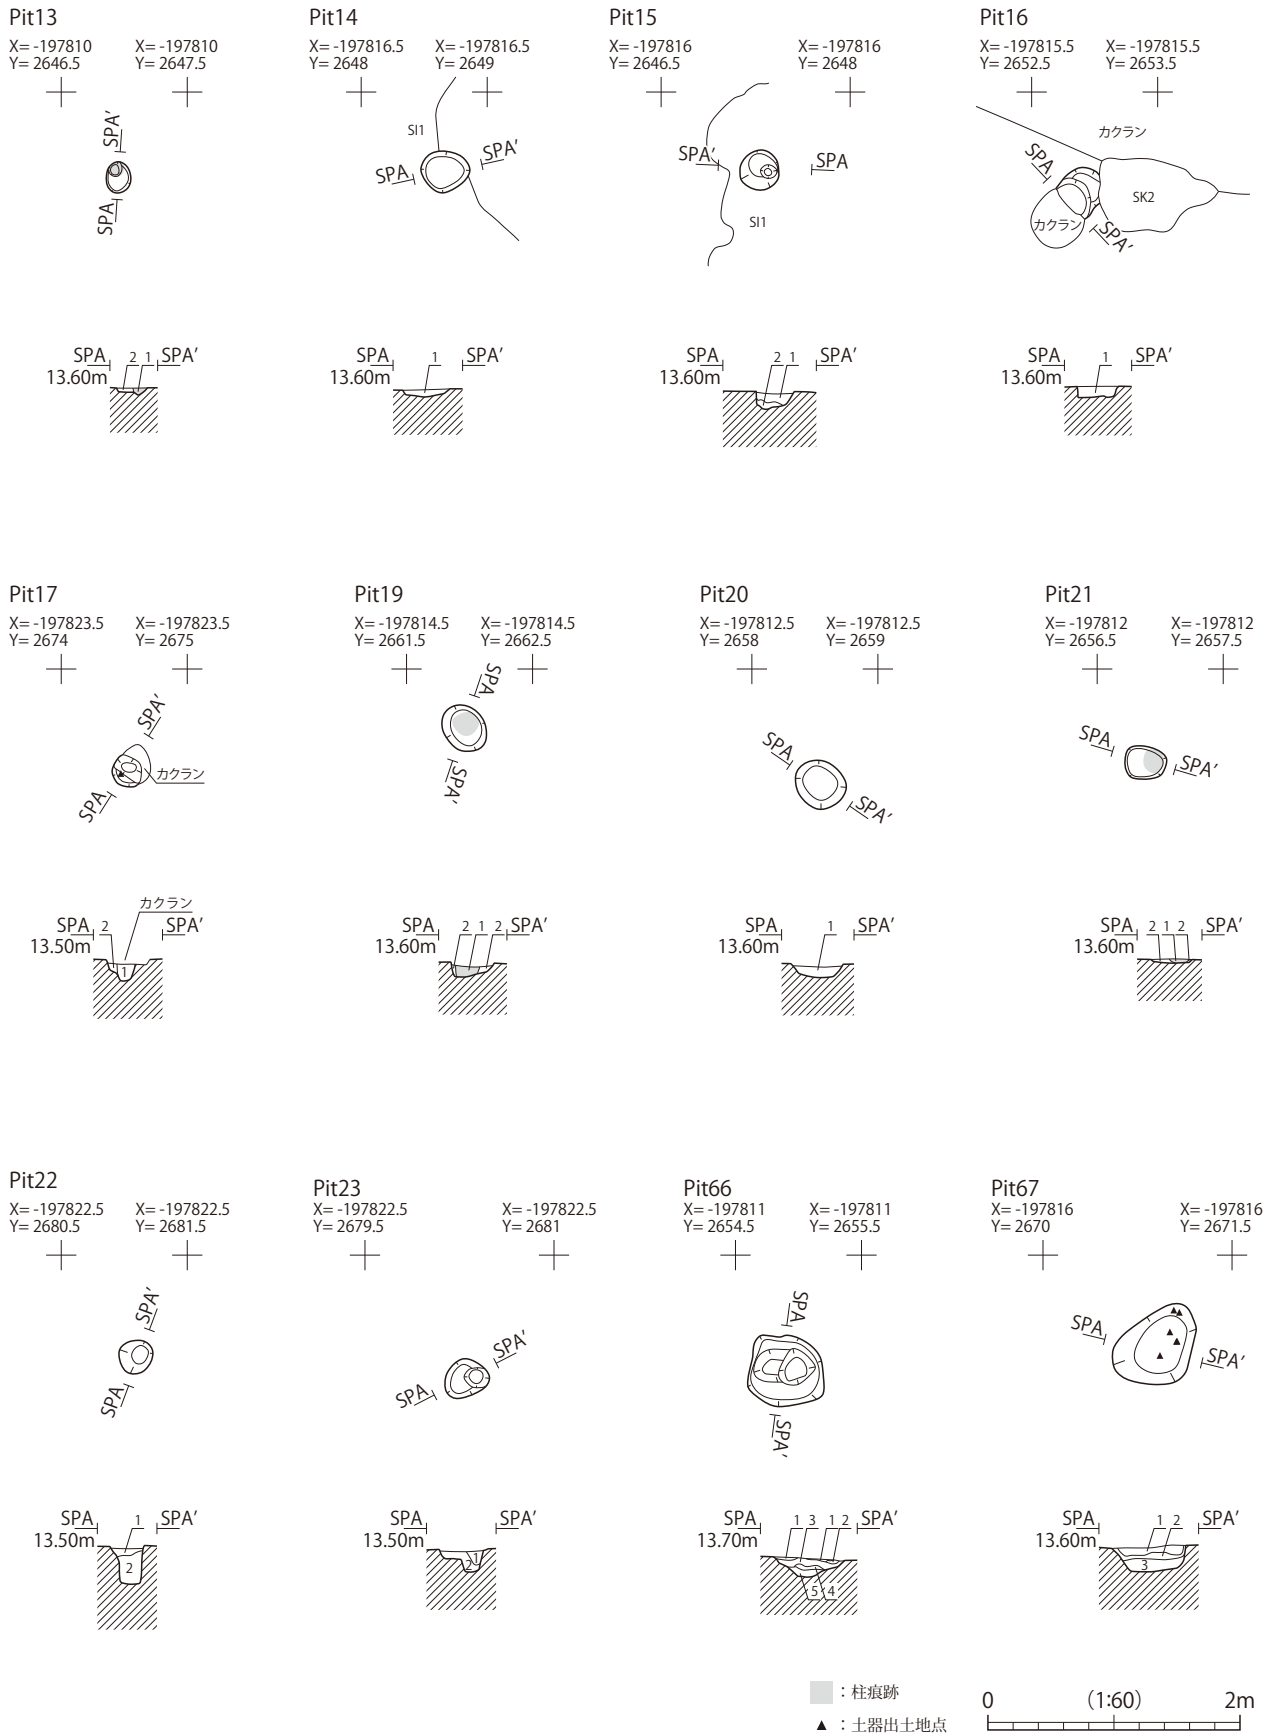 Pit13
X= -197810 X= -197810
Y= 2646.5 Y= 2647.5
SPA'
SPA
SPA 2 1 SPA'
13.60m
Pit14
X= -197816.5 X= -197816.5
Y= 2648 Y= 2649
SI1
SPA SPA'
SPA 1 SPA'
13.60m
Pit15
X= -197816 X= -197816
Y= 2646.5 Y= 2648
SPA' SPA
SI1
SPA 2 1 SPA'
13.60m
Pit16
X= -197815.5 X= -197815.5
Y= 2652.5 Y= 2653.5
カクラン
SPA
SK2
カクラン
SPA'
SPA 1 SPA'
13.60m
Pit17
X= -197823.5 X= -197823.5
Y= 2674 Y= 2675
SPA'
カクラン
SPA
カクラン
SPA 2 SPA'
13.50m
1
Pit19
X= -197814.5 X= -197814.5
Y= 2661.5 Y= 2662.5
SPA
SPA'
SPA 2 1 2 SPA'
13.60m
Pit20
X= -197812.5 X= -197812.5
Y= 2658 Y= 2659
SPA
SPA'
SPA 1 SPA'
13.60m
Pit21
X= -197812 X= -197812
Y= 2656.5 Y= 2657.5
SPA
SPA'
SPA 2 1 2 SPA'
13.60m
Pit22
X= -197822.5 X= -197822.5
Y= 2680.5 Y= 2681.5
SPA'
SPA
SPA 1 SPA'
13.50m
2
Pit23
X= -197822.5 X= -197822.5
Y= 2679.5 Y= 2681
SPA'
SPA
SPA SPA'
13.50m
1
2
Pit66
X= -197811 X= -197811
Y= 2654.5 Y= 2655.5
SPA
SPA'
SPA 1 3 1 2 SPA'
13.70m
5 4
Pit67
X= -197816 X= -197816
Y= 2670 Y= 2671.5
SPA
SPA'
SPA 1 2 SPA'
13.60m
3
：柱痕跡
▲ ：土器出土地点
0 (1:60) 2m